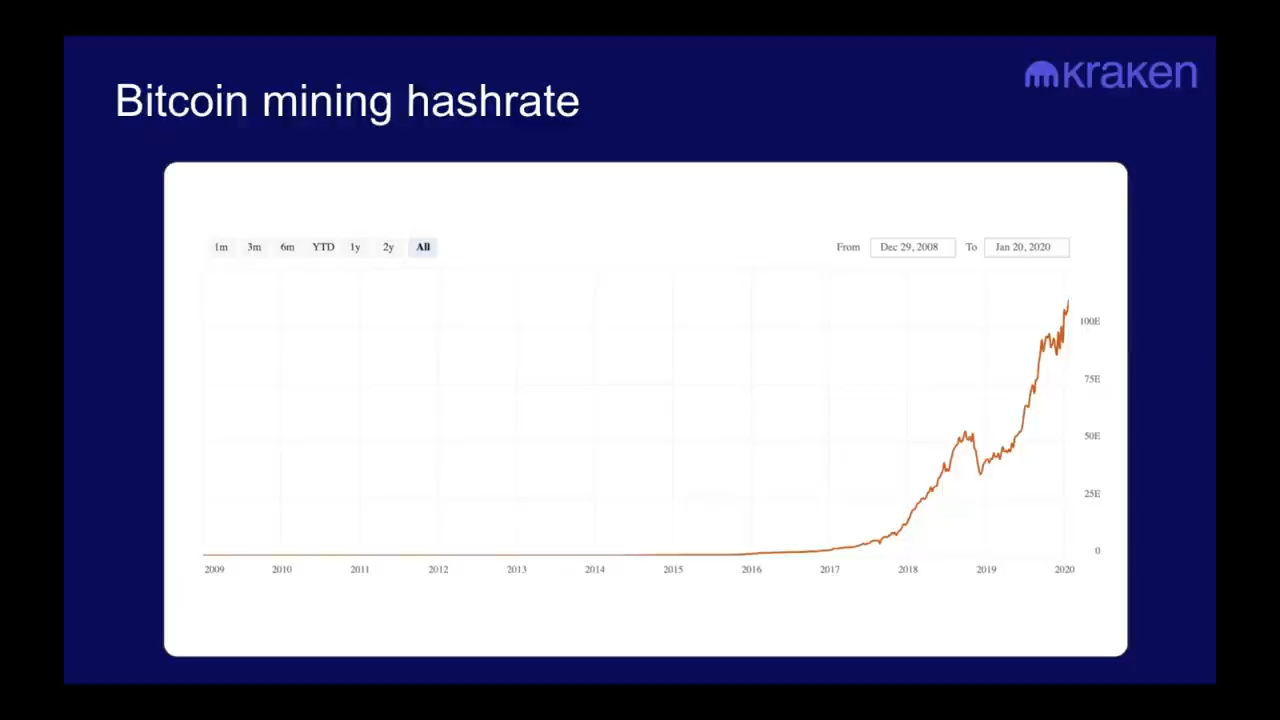 kraken
Bitcoin mining hashrate
1m 3m 6m YTD 1y 2y All
From Dec 29, 2008 To Jan 20, 2020
100E
75E
50E
25E
0
2009 2010 2011 2012 2013 2014 2015 2016 2017 2018 2019 2020